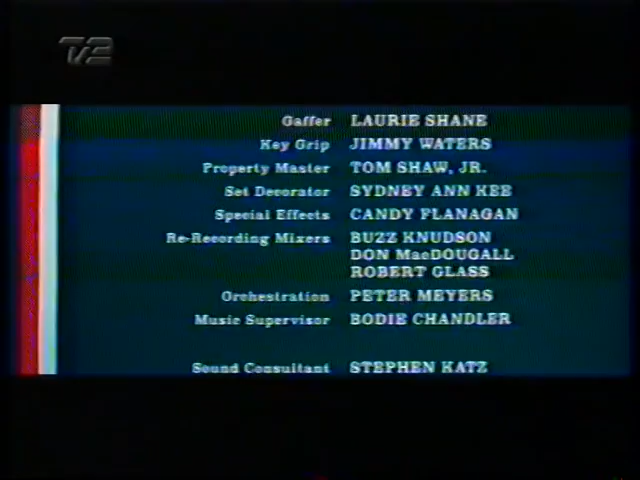 TV2
Gaffer LAURIE SHANE
Key Grip JIMMY WATERS
Property Master TOM SHAW, JR.
Set Decorator SYDNEY ANN KEE
Special Effects CANDY FLANAGAN
Re-Recording Mixers BUZZ KNUDSON
DON MacDOUGALL
ROBERT GLASS
Orchestration PETER MEYERS
Music Supervisor BODIE CHANDLER
Sound Consultant STEPHEN KATZ